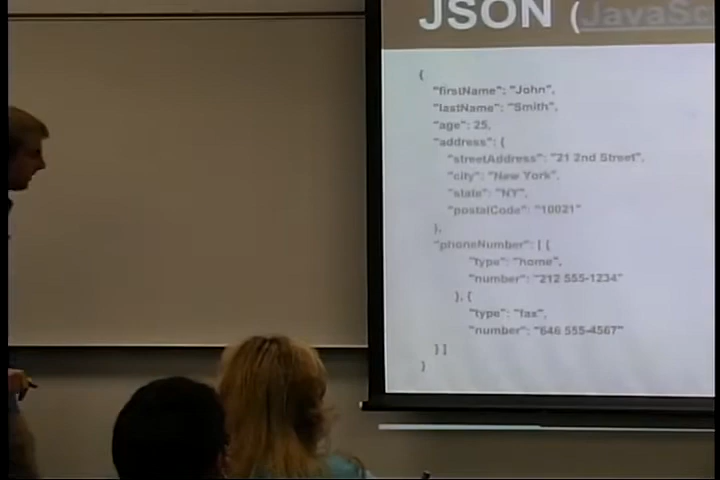 JSON (JavaSc
{
"firstName": "John",
"lastName": "Smith",
"age": 25,
"address": {
"streetAddress": "21 2nd Street",
"city": "New York",
"state": "NY",
"postalCode": "10021"
},
"phoneNumber": [ {
"type": "home",
"number": "212 555-1234"
}, {
"type": "fax",
"number": "646 555-4567"
} ]
}